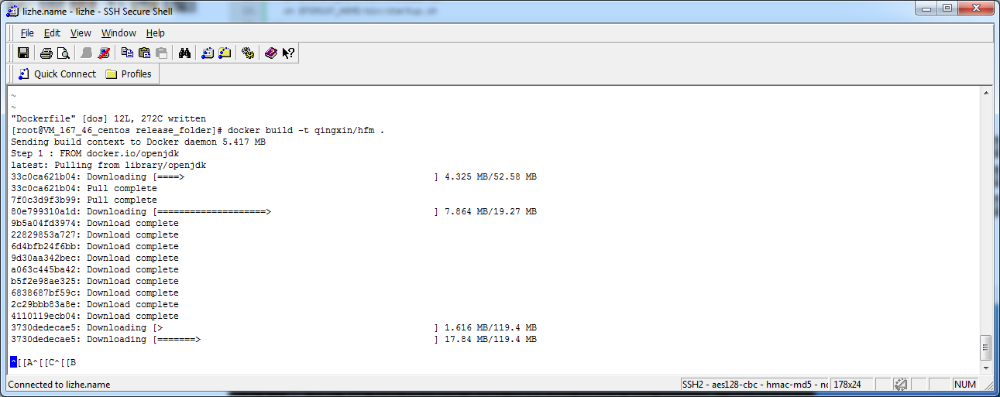 lizhe.name - lizhe - SSH Secure Shell
File Edit View Window Help
Quick Connect Profiles
~
~
"Dockerfile" [dos] 12L, 272C written
[root@VM_167_46_centos release_folder]# docker build -t qingxin/hfm .
Sending build context to Docker daemon 5.417 MB
Step 1 : FROM docker.io/openjdk
latest: Pulling from library/openjdk
33c0ca621b04: Downloading [====> ] 4.325 MB/52.58 MB
33c0ca621b04: Pull complete
7f0c3d9f3b99: Pull complete
80e799310a1d: Downloading [====================> ] 7.864 MB/19.27 MB
9b5a04fd3974: Download complete
22829853a727: Download complete
6d4bfb24f6bb: Download complete
9d30aa342bec: Download complete
a063c445ba42: Download complete
b5f2e98ae325: Download complete
6838687bf59c: Download complete
2c29bbb83a8e: Download complete
4110119ecb04: Download complete
3730dedecae5: Downloading [> ] 1.616 MB/119.4 MB
3730dedecae5: Downloading [=======> ] 17.84 MB/119.4 MB
^[[A^[[C^[[B
Connected to lizhe.name SSH2 - aes128-cbc - hmac-md5 - nc 178x24 NUM